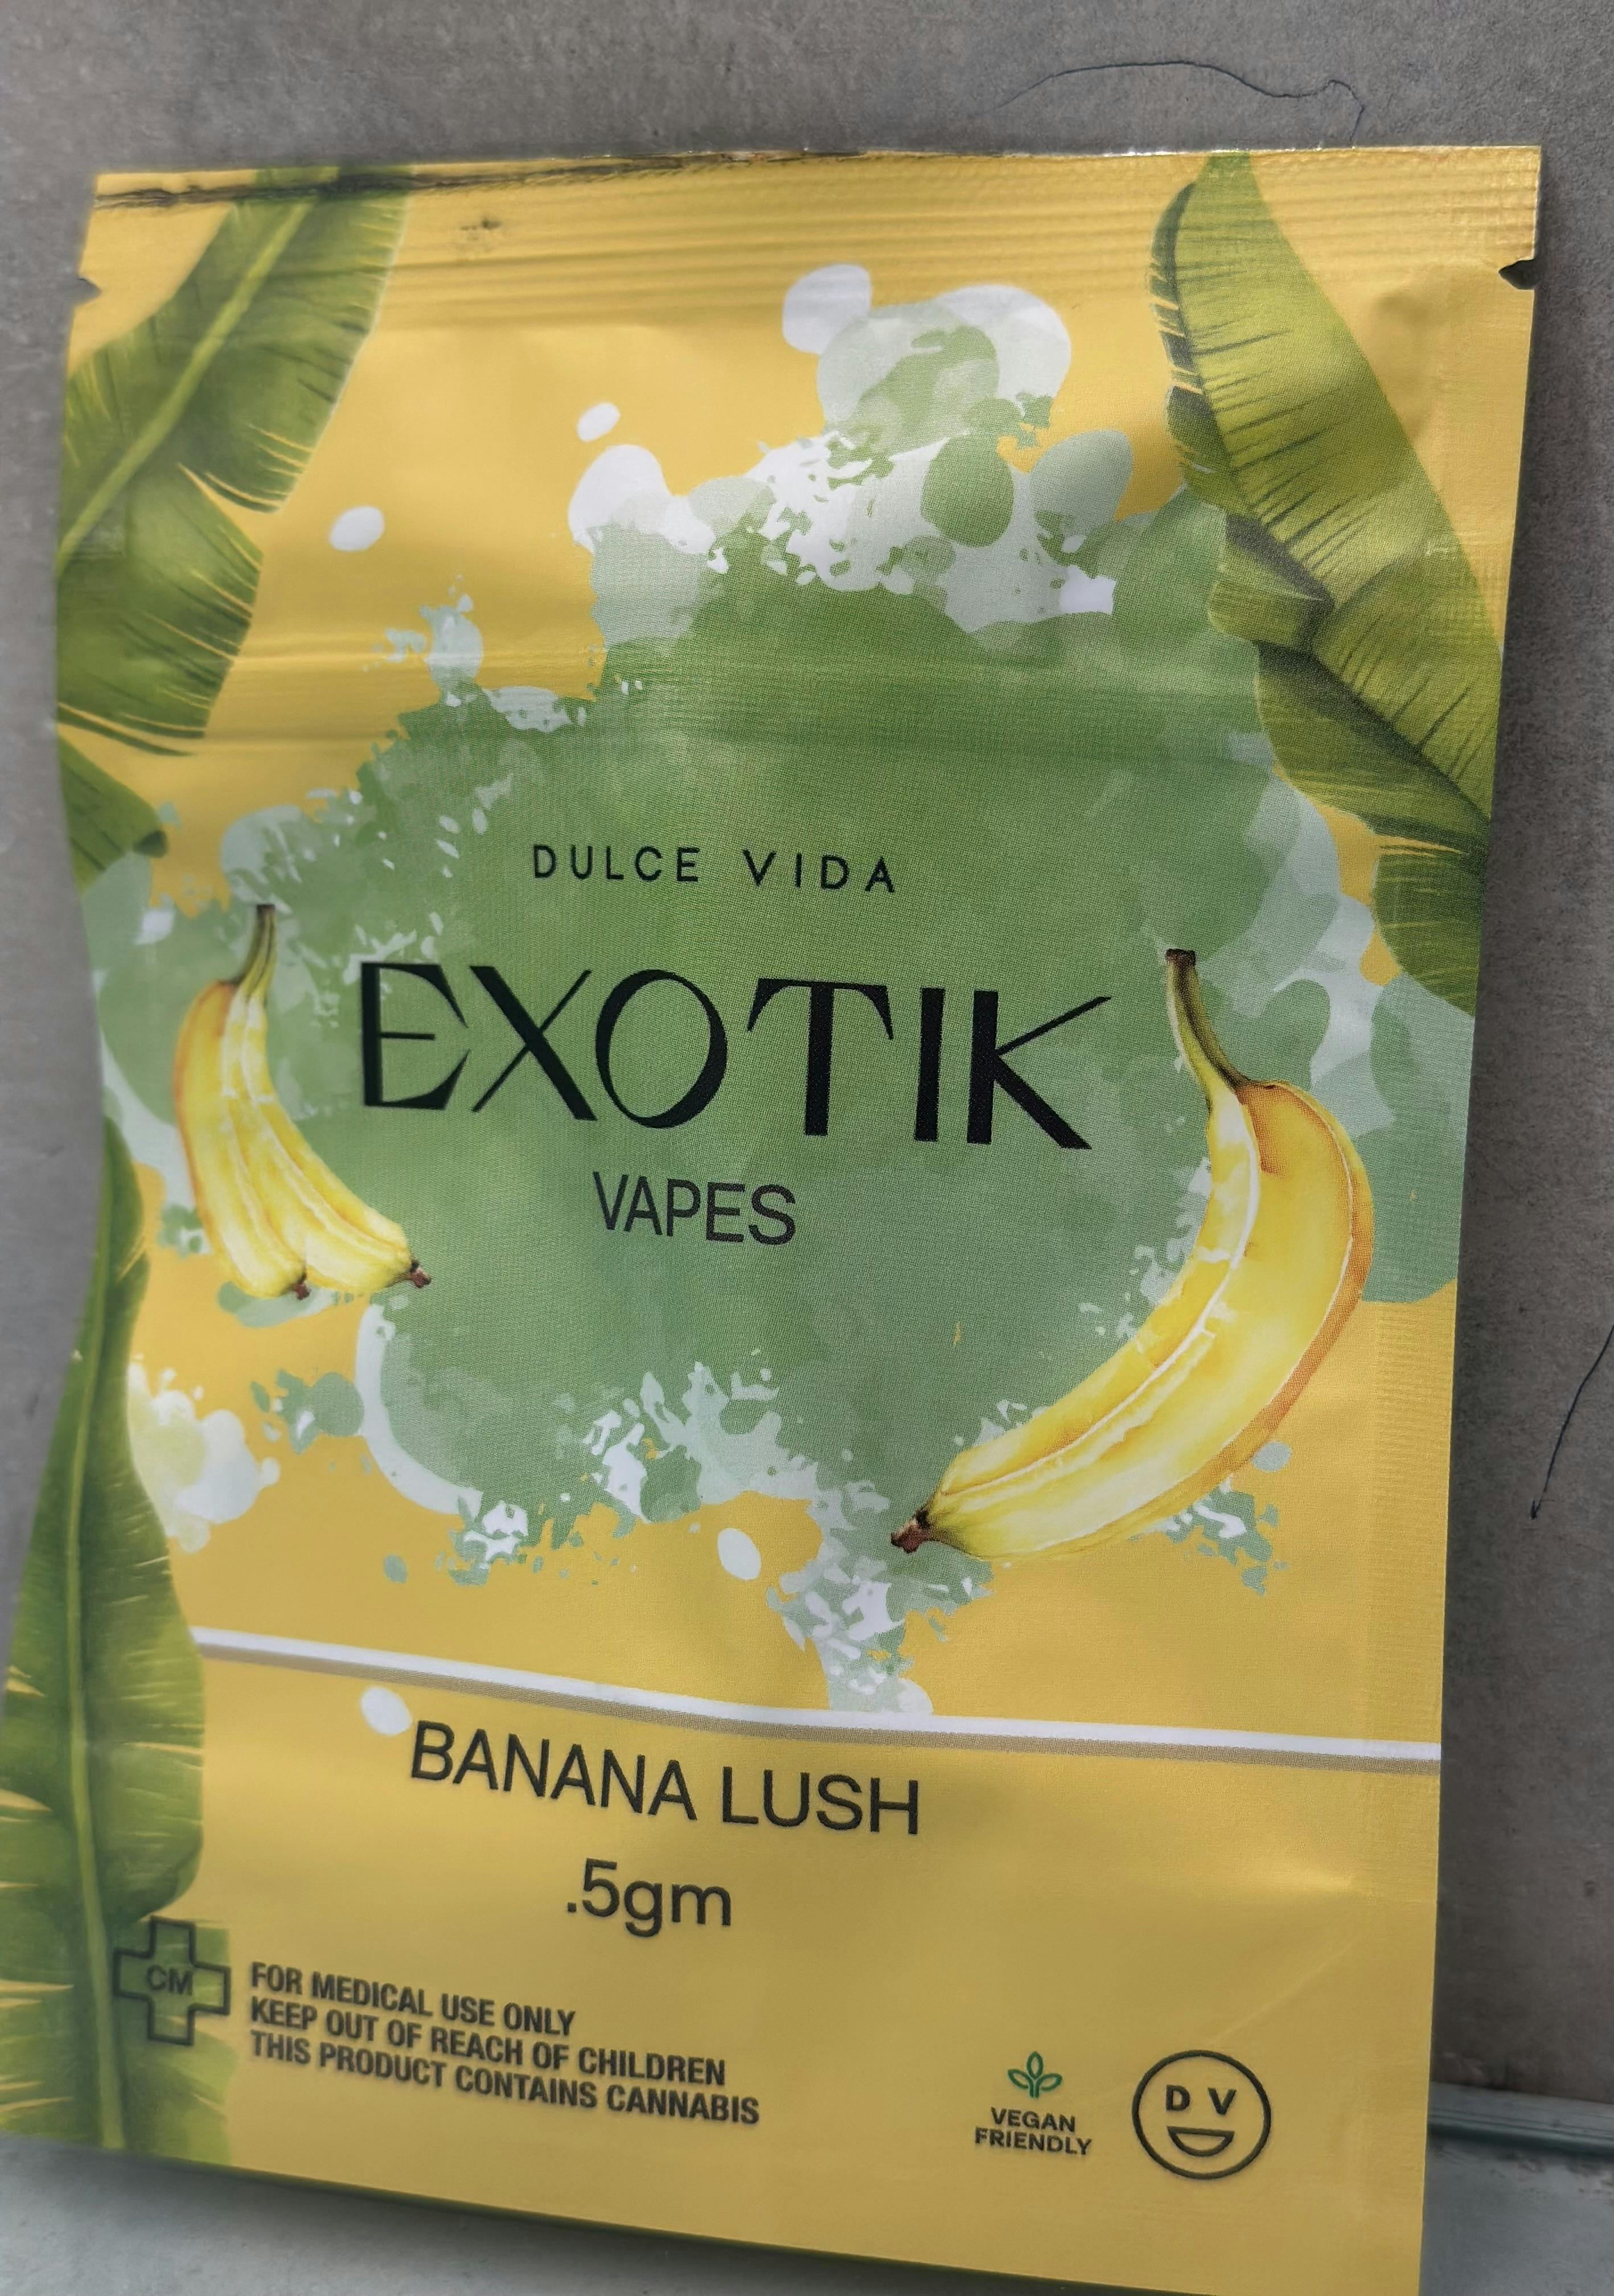 DULCE VIDA
EXOTIK
VAPES
BANANA LUSH
.5gm
CM
FOR MEDICAL USE ONLY
KEEP OUT OF REACH OF CHILDREN
THIS PRODUCT CONTAINS CANNABIS
VEGAN
FRIENDLY
D V